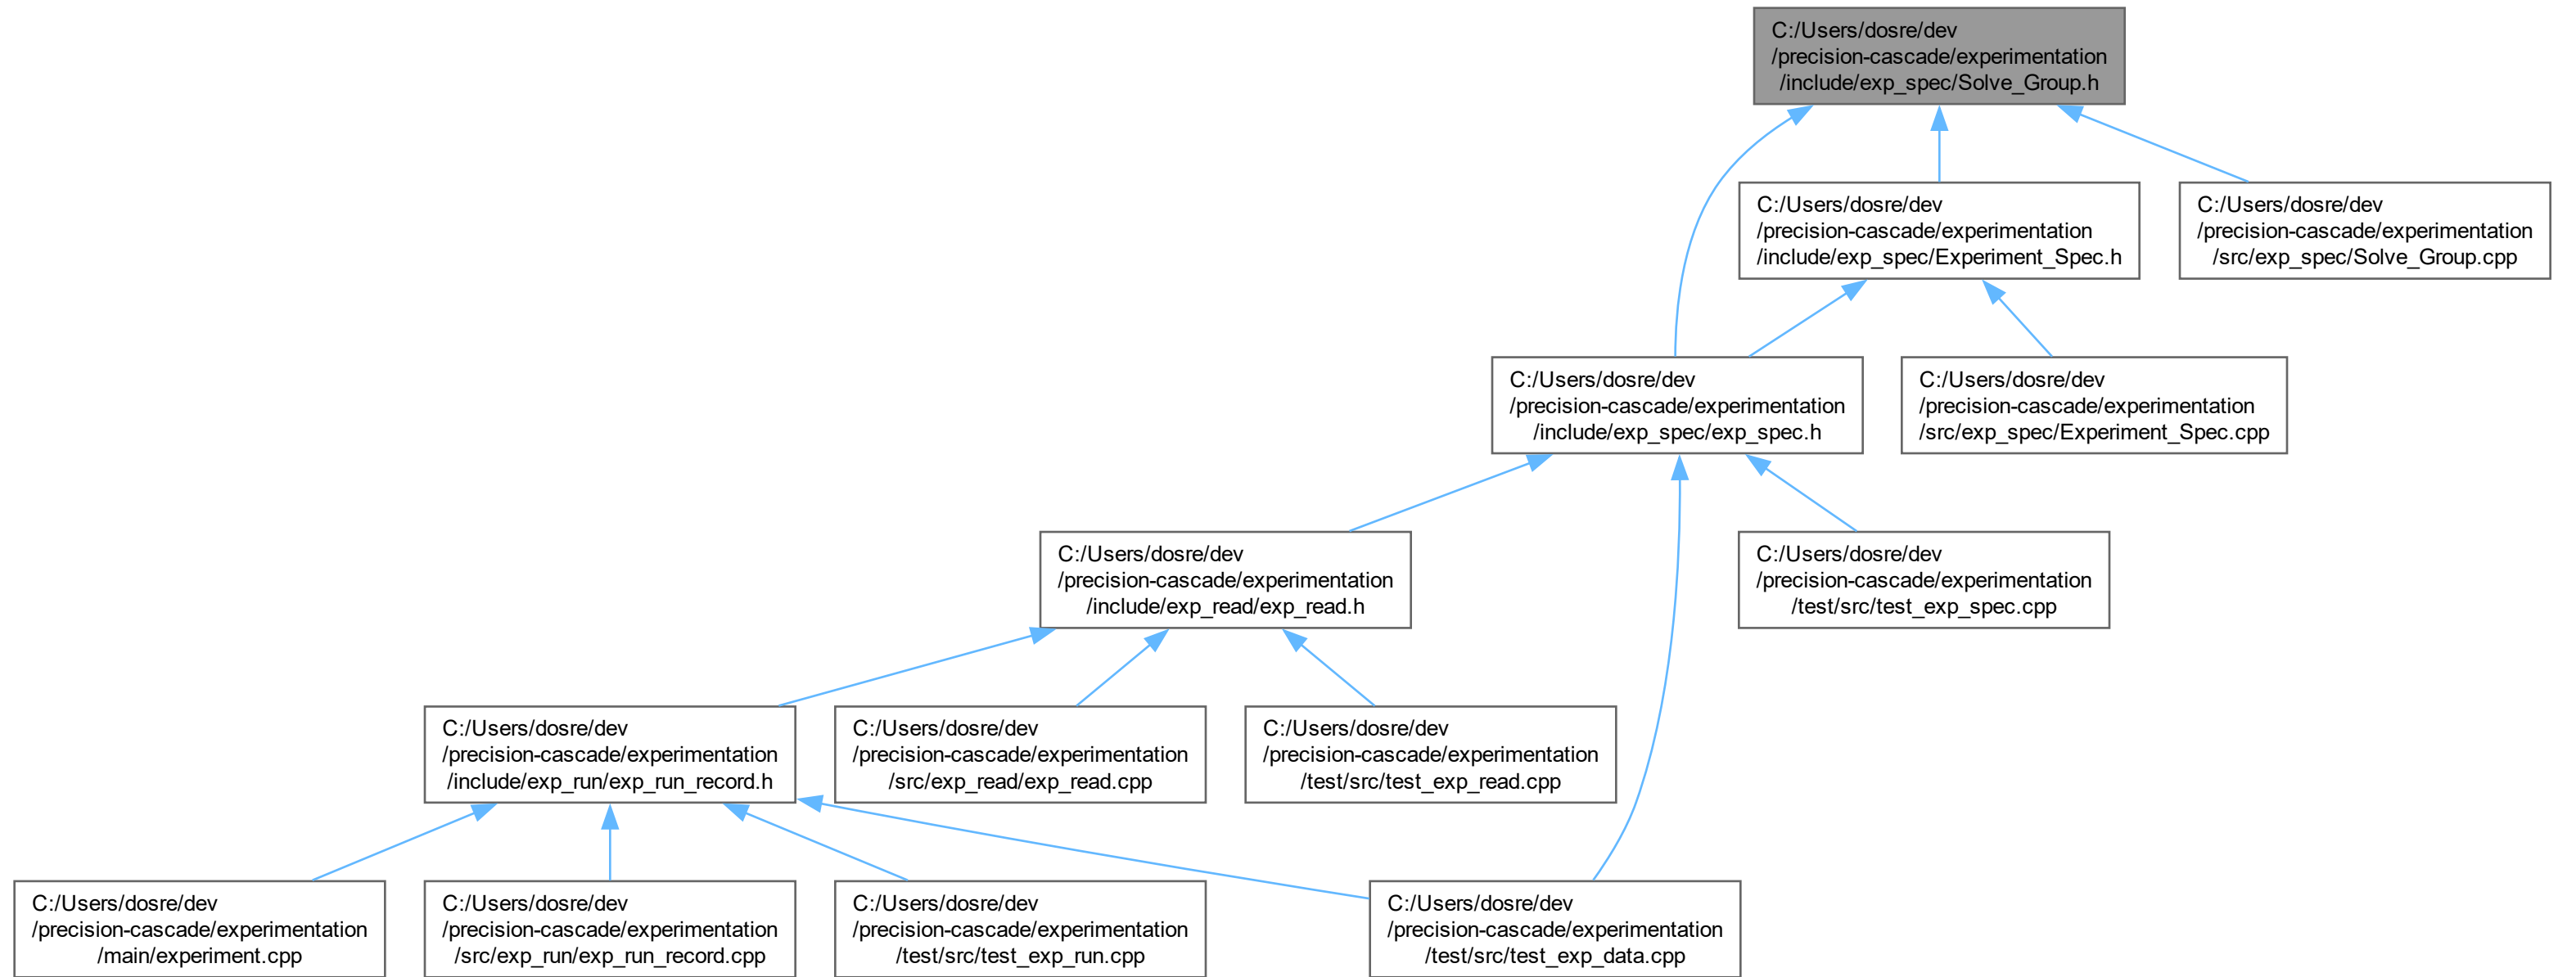 C:/Users/dosre/dev
/precision-cascade/experimentation
/include/exp_spec/Solve_Group.h
C:/Users/dosre/dev
/precision-cascade/experimentation
/include/exp_spec/Experiment_Spec.h
C:/Users/dosre/dev
/precision-cascade/experimentation
/src/exp_spec/Solve_Group.cpp
C:/Users/dosre/dev
/precision-cascade/experimentation
/include/exp_spec/exp_spec.h
C:/Users/dosre/dev
/precision-cascade/experimentation
/src/exp_spec/Experiment_Spec.cpp
C:/Users/dosre/dev
/precision-cascade/experimentation
/include/exp_read/exp_read.h
C:/Users/dosre/dev
/precision-cascade/experimentation
/test/src/test_exp_spec.cpp
C:/Users/dosre/dev
/precision-cascade/experimentation
/include/exp_run/exp_run_record.h
C:/Users/dosre/dev
/precision-cascade/experimentation
/src/exp_read/exp_read.cpp
C:/Users/dosre/dev
/precision-cascade/experimentation
/test/src/test_exp_read.cpp
C:/Users/dosre/dev
/precision-cascade/experimentation
/main/experiment.cpp
C:/Users/dosre/dev
/precision-cascade/experimentation
/src/exp_run/exp_run_record.cpp
C:/Users/dosre/dev
/precision-cascade/experimentation
/test/src/test_exp_run.cpp
C:/Users/dosre/dev
/precision-cascade/experimentation
/test/src/test_exp_data.cpp